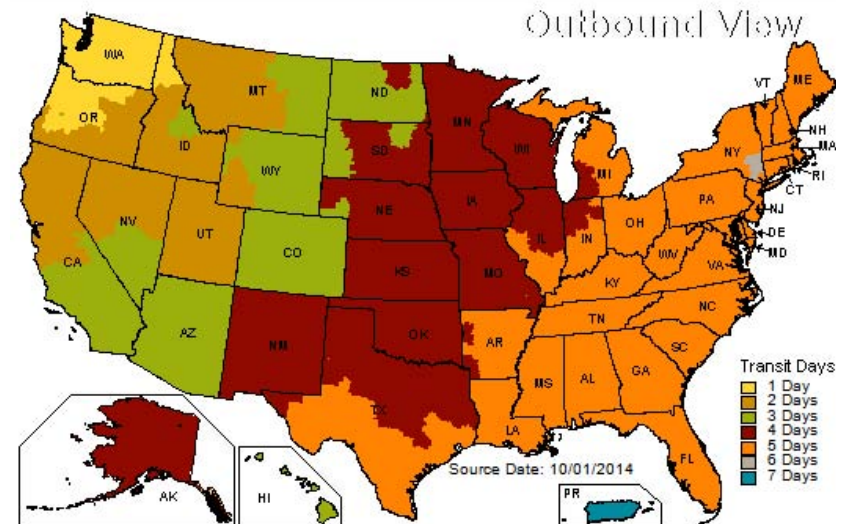 Outbound View
WA
MT
ND
MN
OR
ID
SD
WI
WY
MI
NY
VT
ME
NH
MA
RI
CT
NJ
PA
DE
MD
NV
UT
CO
NE
IA
IL
IN
OH
WV
VA
CA
KS
MO
KY
AZ
NM
OK
AR
TN
NC
SC
MS
AL
GA
TX
LA
FL
AK
HI
PR
Transit Days
1 Day
2 Days
3 Days
4 Days
5 Days
6 Days
7 Days
Source Date: 10/01/2014